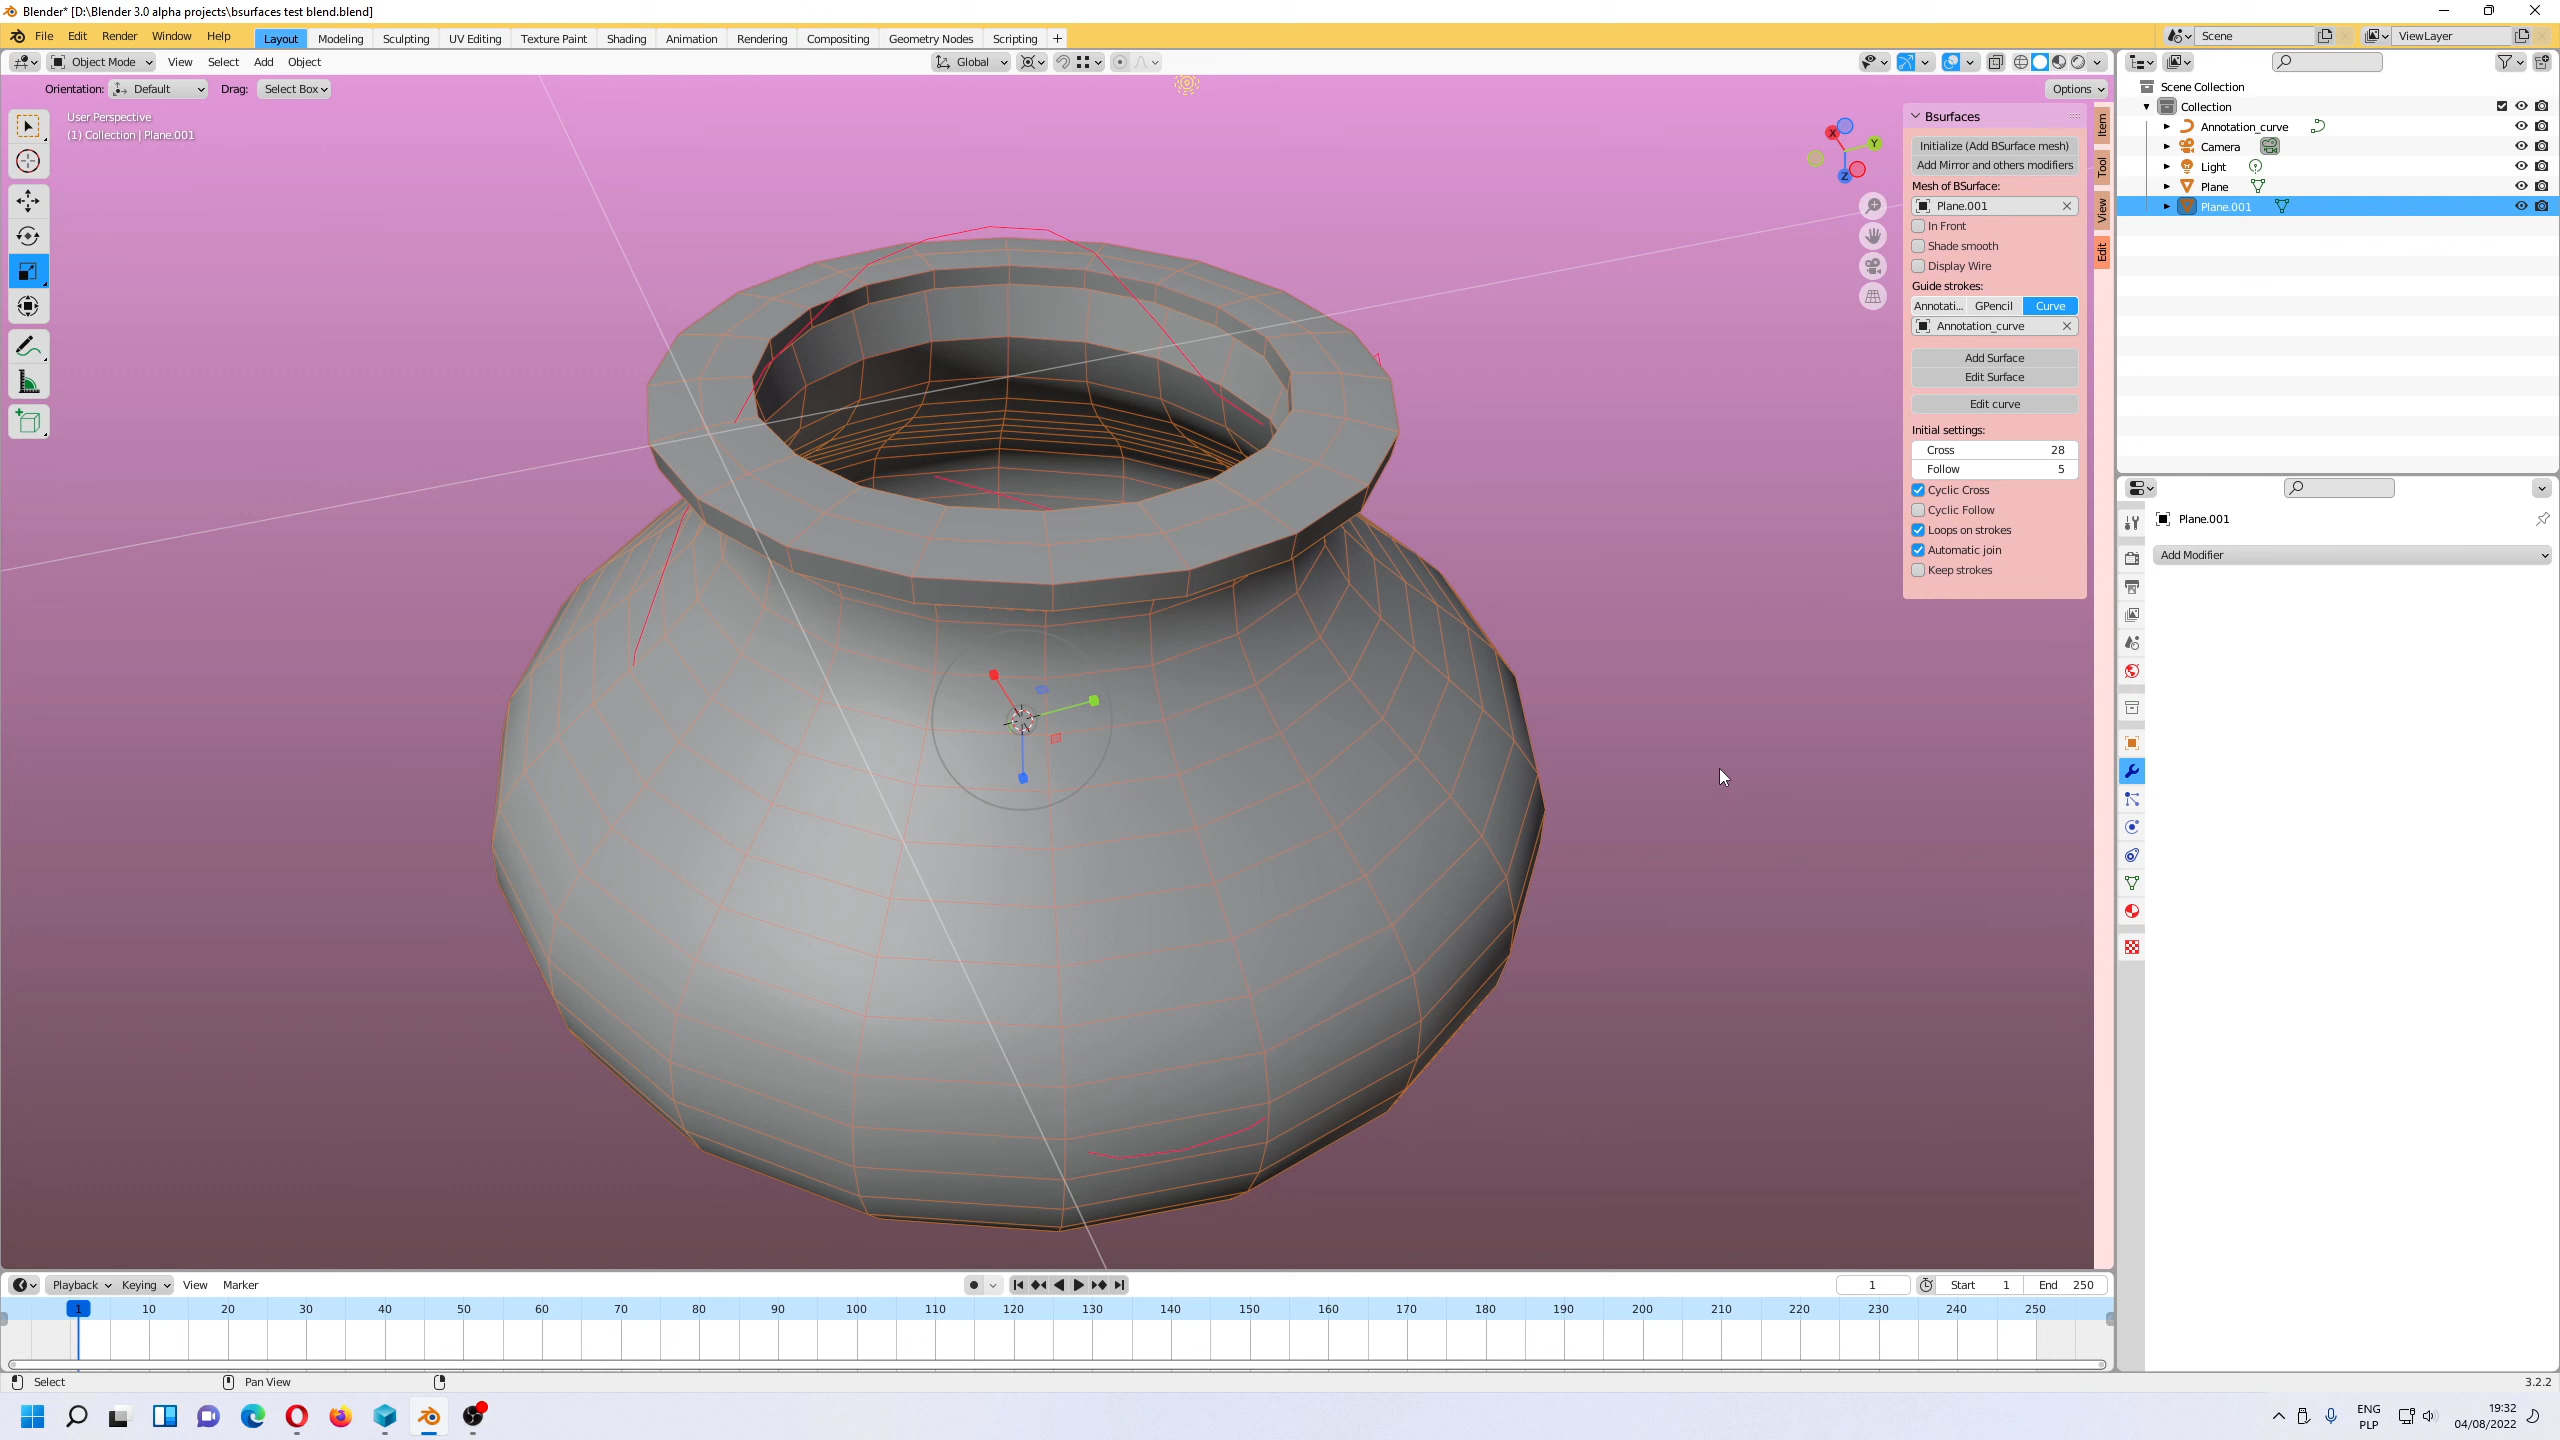 Blender* [D:\Blender 3.0 alpha projects\bsurfaces test blend.blend]
File Edit Render Window Help Layout Modeling Sculpting UV Editing Texture Paint Shading Animation Rendering Compositing Geometry Nodes Scripting + Scene ViewLayer
Object Mode View Select Add Object Global
Orientation: Default Drag: Select Box Options
User Perspective
(1) Collection | Plane.001
X Y Z
Bsurfaces
Initialize (Add BSurface mesh)
Add Mirror and others modifiers
Mesh of BSurface:
Plane.001
In Front
Shade smooth
Display Wire
Guide strokes:
Annotati... GPencil Curve
Annotation_curve
Add Surface
Edit Surface
Edit curve
Initial settings:
Cross 28
Follow 5
Cyclic Cross
Cyclic Follow
Loops on strokes
Automatic join
Keep strokes
Item
Tool
View
Edit
Scene Collection
Collection
Annotation_curve
Camera
Light
Plane
Plane.001
Plane.001
Add Modifier
Playback Keying View Marker 1 Start 1 End 250
1 10 20 30 40 50 60 70 80 90 100 110 120 130 140 150 160 170 180 190 200 210 220 230 240 250
Select Pan View 3.2.2
ENG
PLP
19:32
04/08/2022